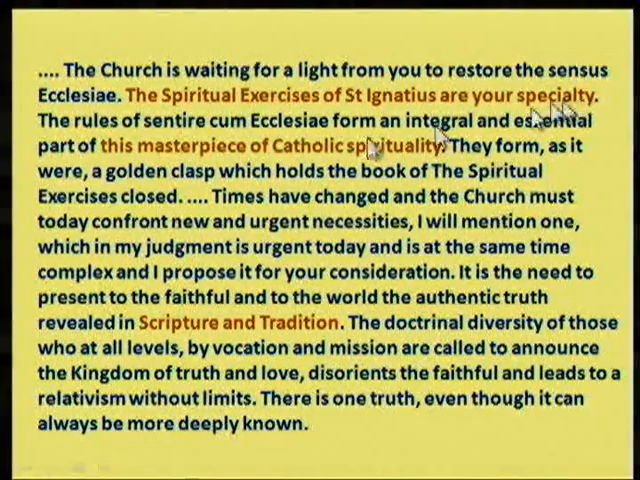 .... The Church is waiting for a light from you to restore the sensus
Ecclesiae. The Spiritual Exercises of St Ignatius are your specialty.
The rules of sentire cum Ecclesiae form an integral and essential
part of this masterpiece of Catholic spirituality. They form, as it
were, a golden clasp which holds the book of The Spiritual
Exercises closed. .... Times have changed and the Church must
today confront new and urgent necessities, I will mention one,
which in my judgment is urgent today and is at the same time
complex and I propose it for your consideration. It is the need to
present to the faithful and to the world the authentic truth
revealed in Scripture and Tradition. The doctrinal diversity of those
who at all levels, by vocation and mission are called to announce
the Kingdom of truth and love, disorients the faithful and leads to a
relativism without limits. There is one truth, even though it can
always be more deeply known.